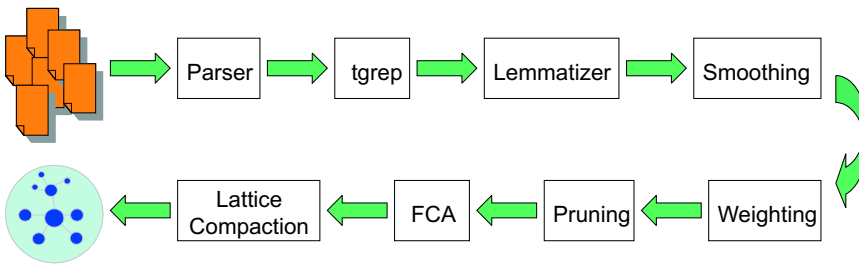 Parser
tgrep
Lemmatizer
Smoothing
Weighting
Pruning
FCA
Lattice
Compaction